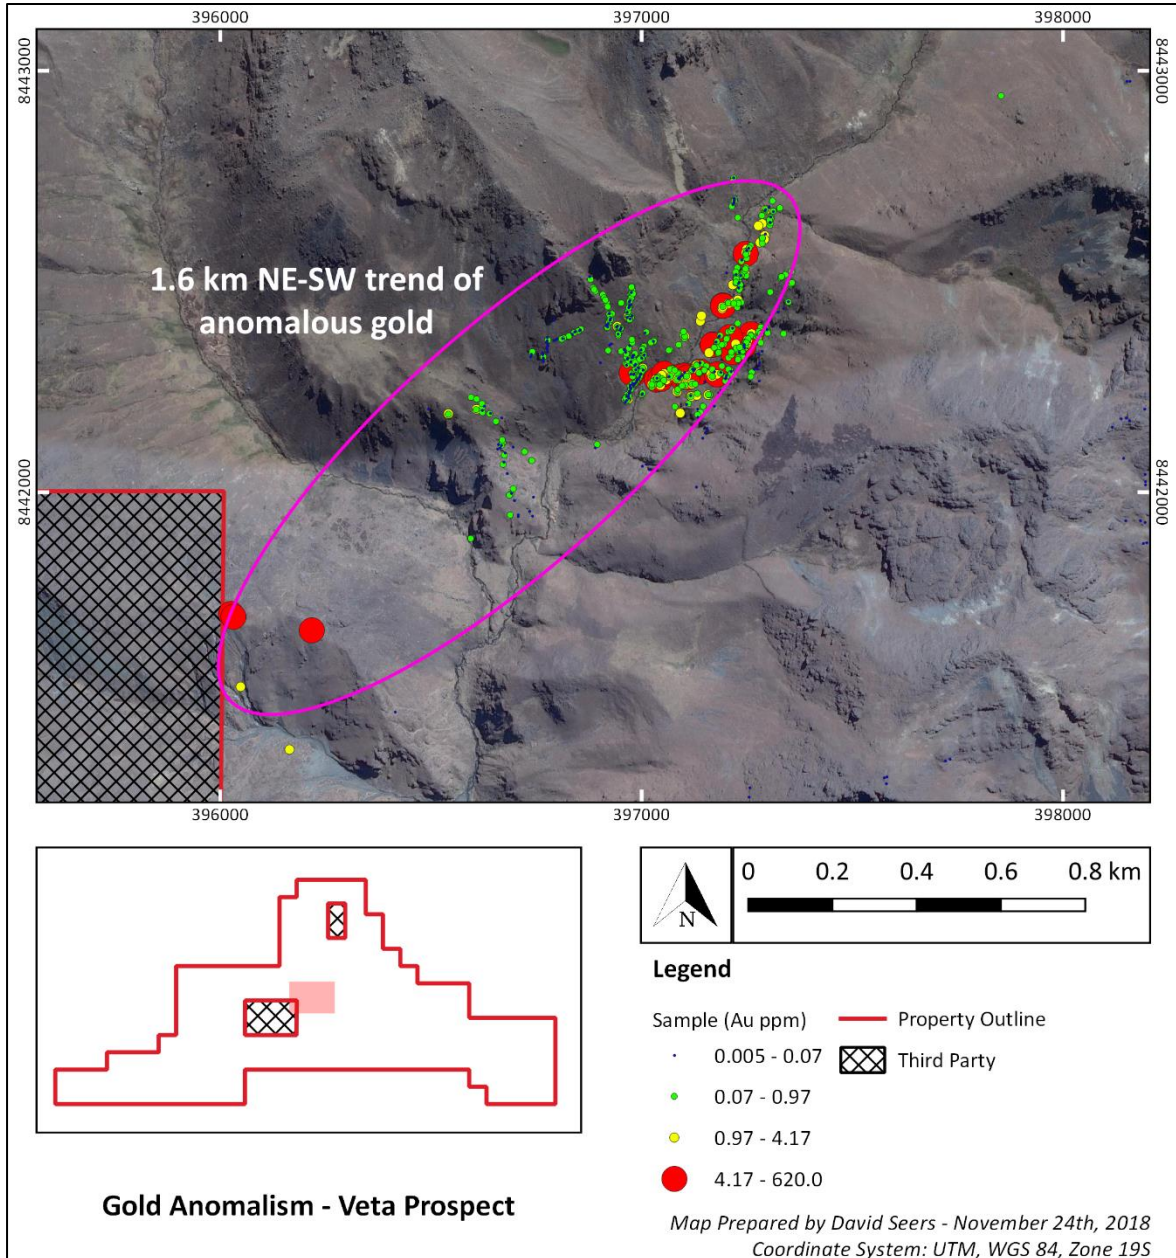 396000
397000
398000
8443000
8443000
1.6 km NE-SW trend of
anomalous gold
8442000
8442000
396000
397000
398000
N
0
0.2
0.4
0.6
0.8 km
Legend
Sample (Au ppm)
Property Outline
0.005 - 0.07
Third Party
0.07 - 0.97
0.97 - 4.17
4.17 - 620.0
Gold Anomalism - Veta Prospect
Map Prepared by David Seers - November 24th, 2018
Coordinate System: UTM, WGS 84, Zone 19S